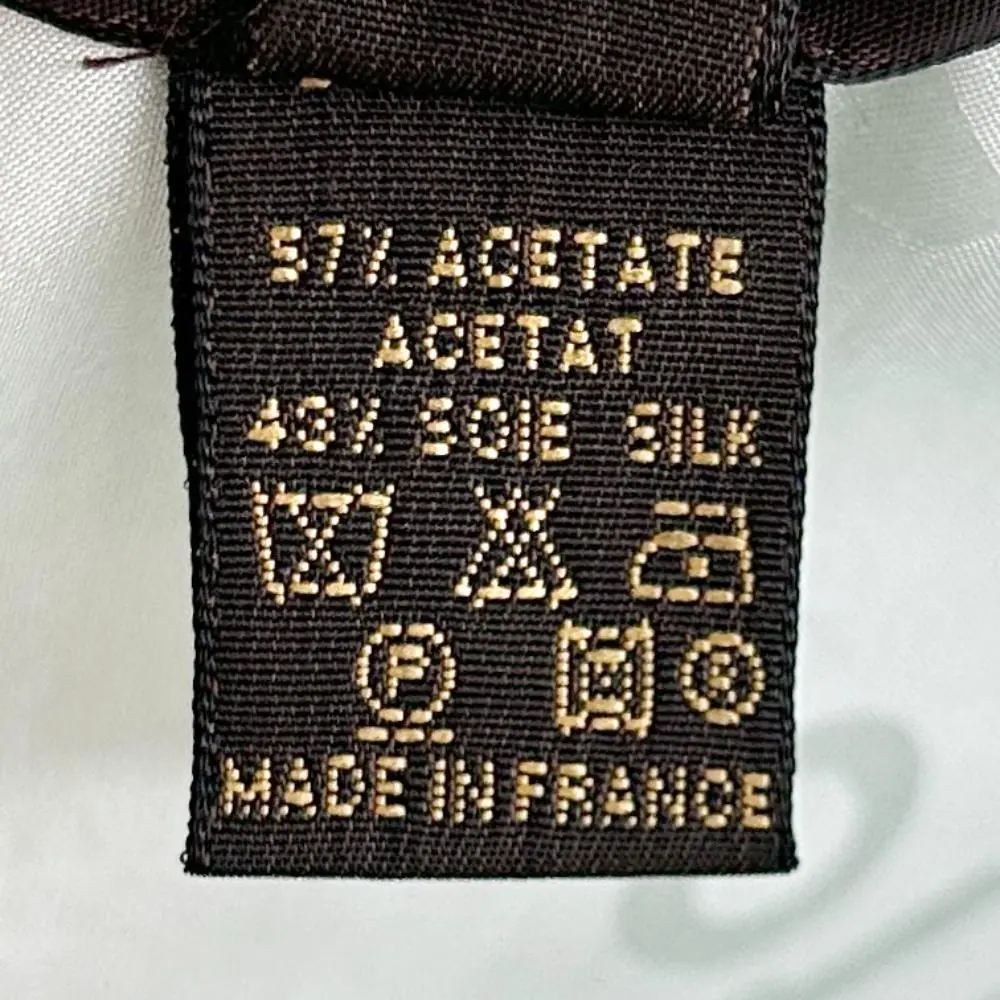 57% ACETATE
ACETAT
43% SOIE SILK
P
MADE IN FRANCE